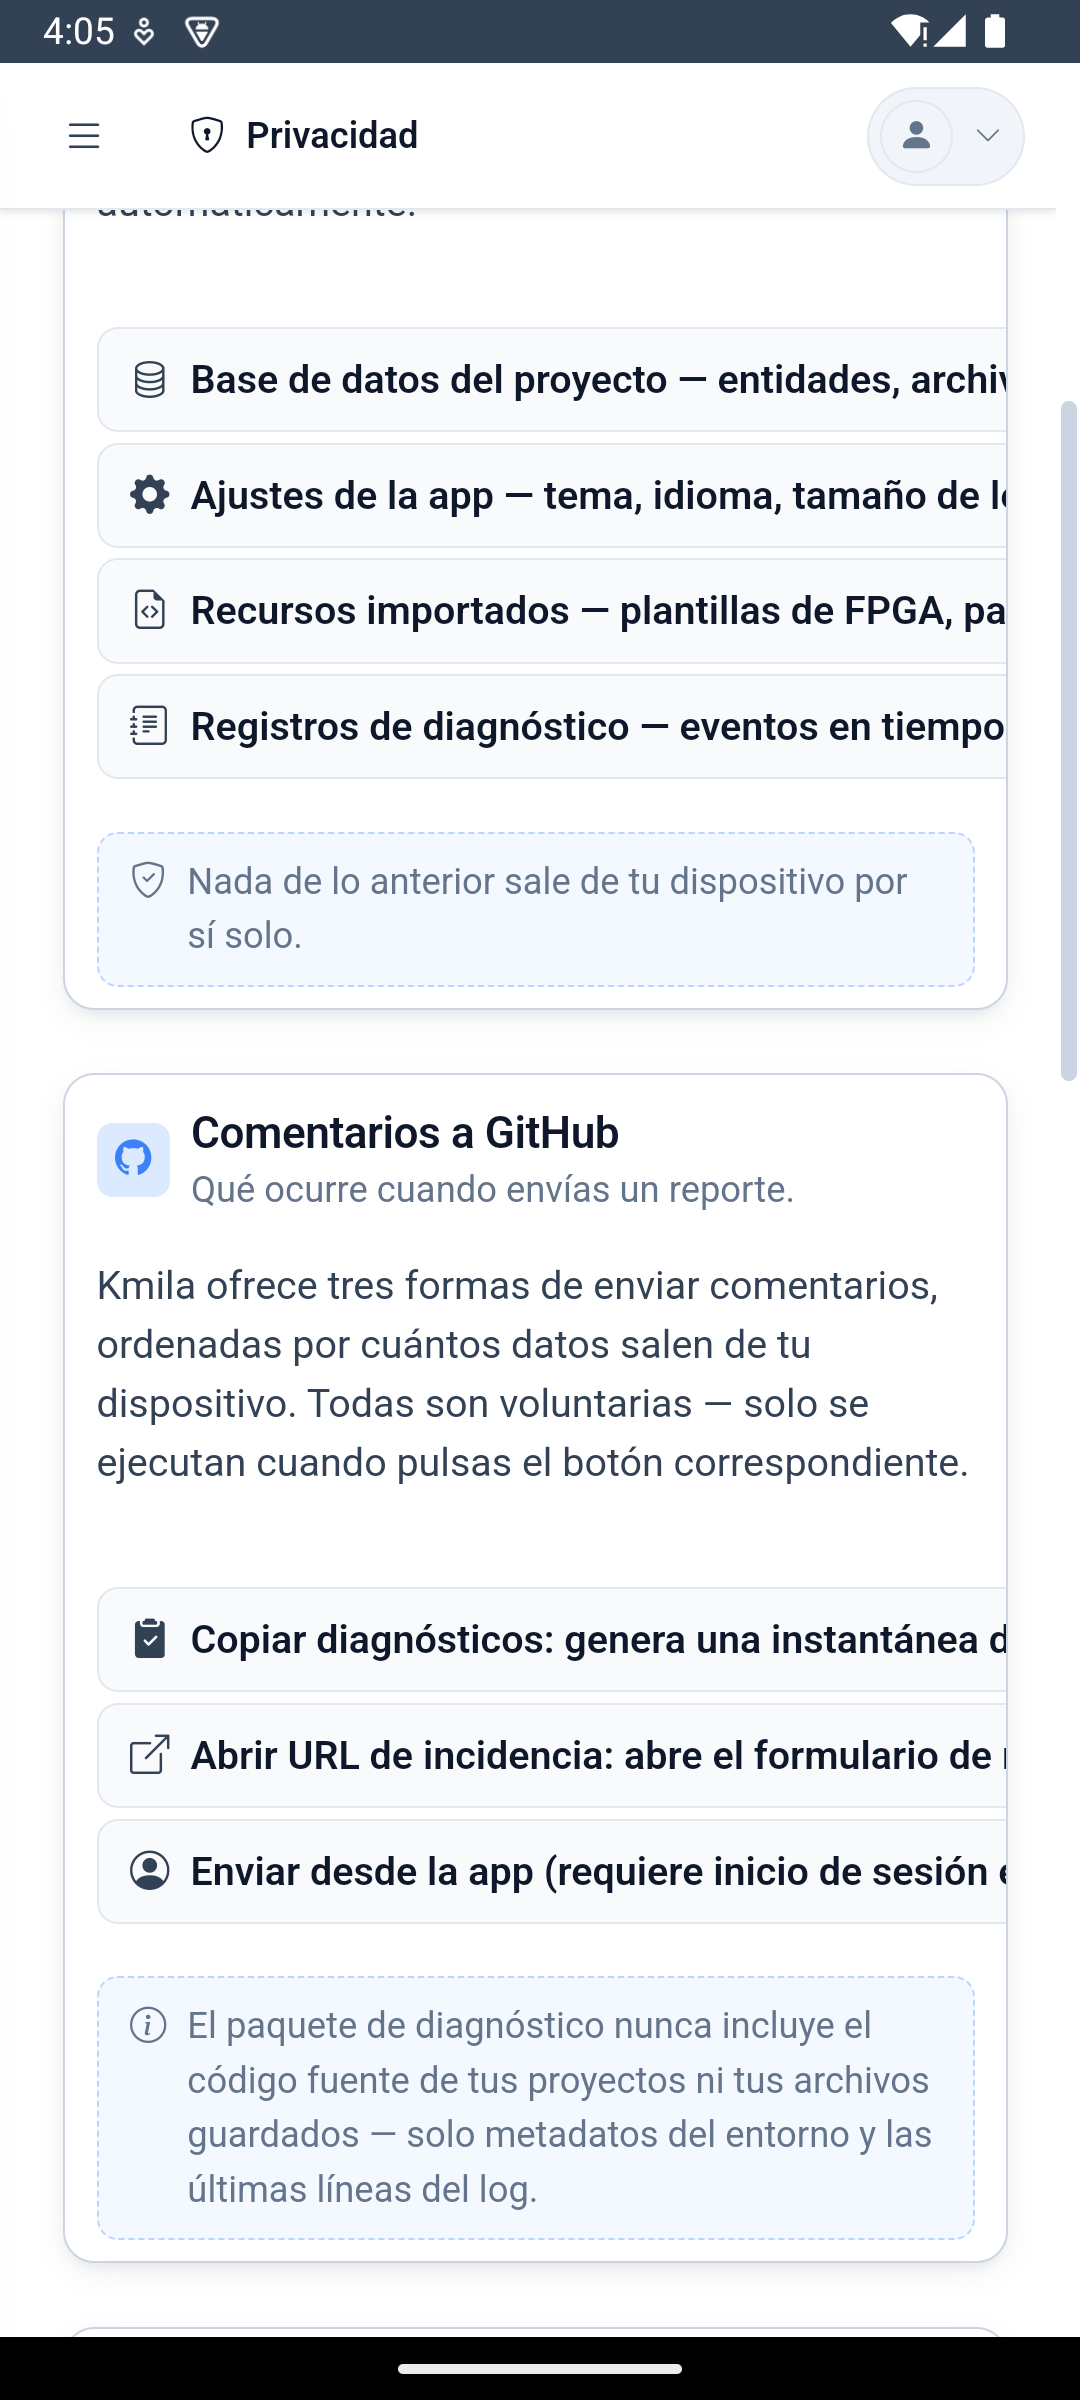 4:05
Privacidad
automáticamente.
Base de datos del proyecto — entidades, archiv
Ajustes de la app — tema, idioma, tamaño de
Recursos importados — plantillas de FPGA, pa
Registros de diagnóstico — eventos en tiempo
Nada de lo anterior sale de tu dispositivo por
sí solo.
Comentarios a GitHub
Qué ocurre cuando envías un reporte.
Kmila ofrece tres formas de enviar comentarios,
ordenadas por cuántos datos salen de tu
dispositivo. Todas son voluntarias — solo se
ejecutan cuando pulsas el botón correspondiente.
Copiar diagnósticos: genera una instantánea d
Abrir URL de incidencia: abre el formulario de
Enviar desde la app (requiere inicio de sesión
El paquete de diagnóstico nunca incluye el
código fuente de tus proyectos ni tus archivos
guardados — solo metadatos del entorno y las
últimas líneas del log.